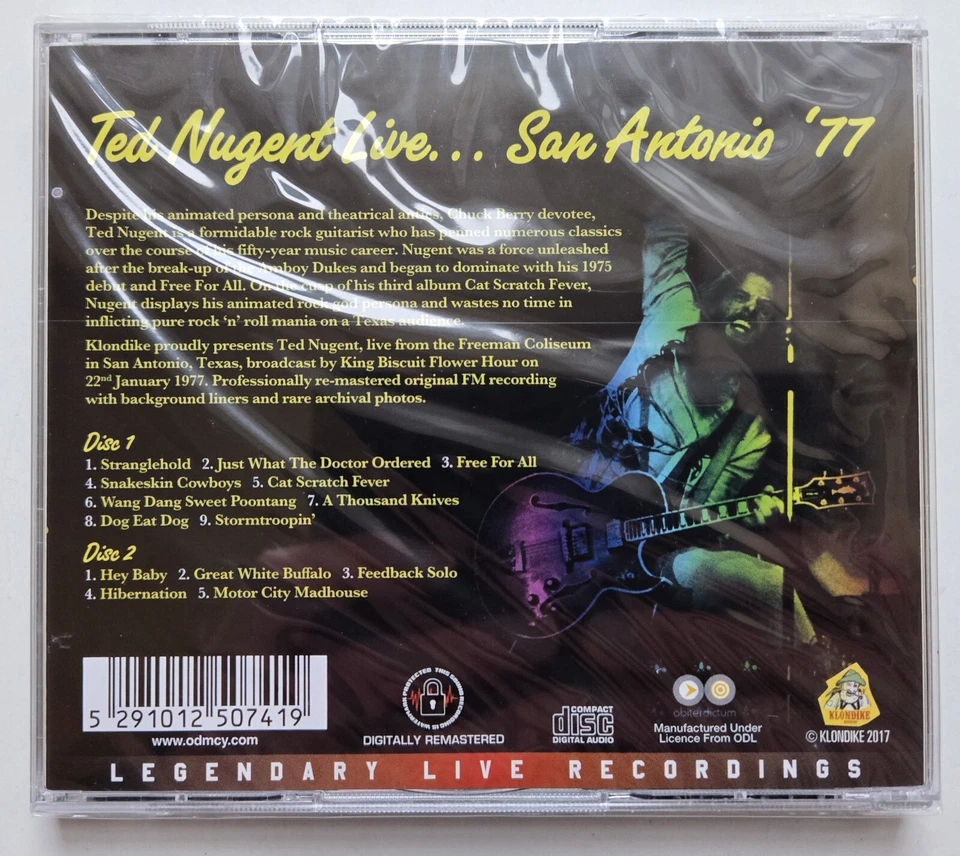 Ted Nugent Live... San Antonio '77
Despite his animated persona and theatrical antics, Chuck Berry devotee,
Ted Nugent is a formidable rock guitarist who has penned numerous classics
over the course of his fifty-year music career. Nugent was a force unleashed
after the break-up of the Amboy Dukes and began to dominate with his 1975
debut and Free For All. On the cusp of his third album Cat Scratch Fever,
Nugent displays his animated rock god persona and wastes no time in
inflicting pure rock 'n' roll mania on a Texas audience.
Klondike proudly presents Ted Nugent, live from the Freeman Coliseum
in San Antonio, Texas, broadcast by King Biscuit Flower Hour on
22nd January 1977. Professionally re-mastered original FM recording
with background liners and rare archival photos.
Disc 1
1. Stranglehold 2. Just What The Doctor Ordered 3. Free For All
4. Snakeskin Cowboys 5. Cat Scratch Fever
6. Wang Dang Sweet Poontang 7. A Thousand Knives
8. Dog Eat Dog 9. Stormtroopin'
Disc 2
1. Hey Baby 2. Great White Buffalo 3. Feedback Solo
4. Hibernation 5. Motor City Madhouse
5 291012 507419
www.odmcy.com
DIGITALLY REMASTERED
COMPACT
disc
DIGITAL AUDIO
obiterdictum
Manufactured Under
Licence From ODL
KLONDIKE
© KLONDIKE 2017
LEGENDARY LIVE RECORDINGS